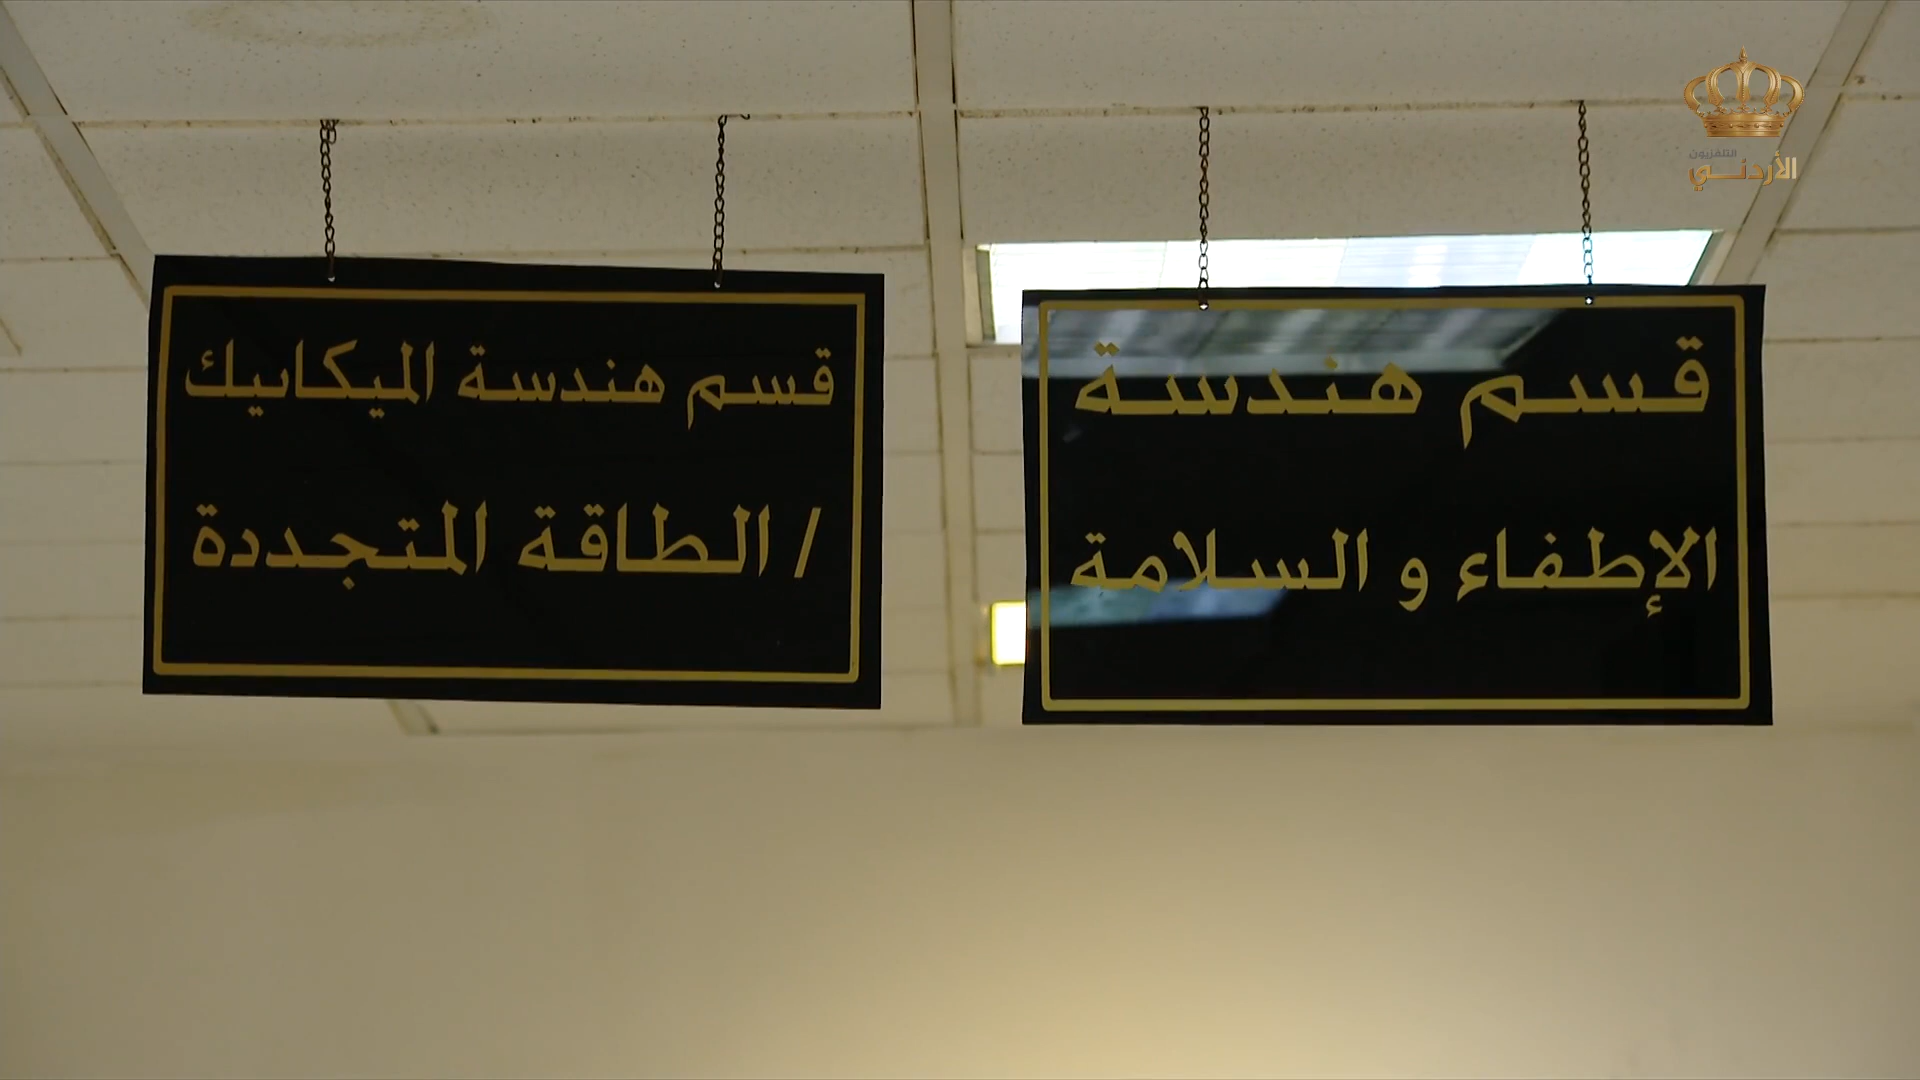 قسم هندسة
الإطفاء و السلامة
قسم هندسة الميكانيك
/ الطاقة المتجددة
التلفزيون
الأردني